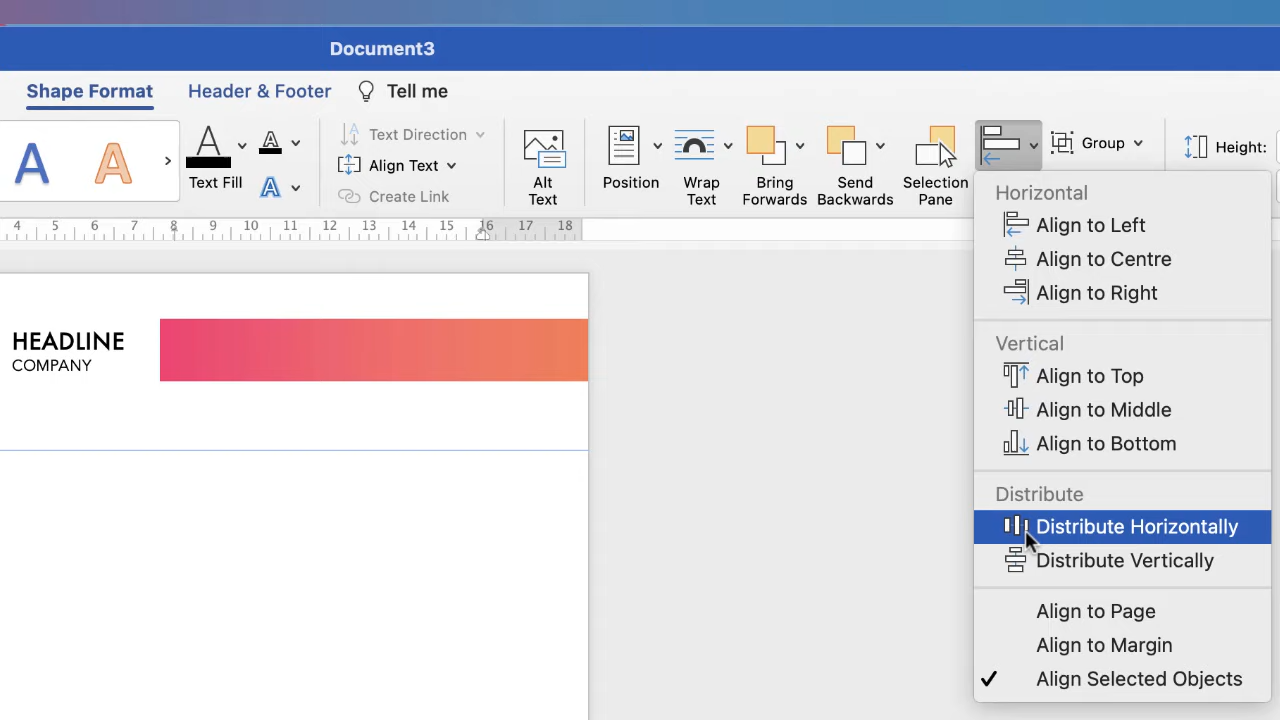 Document3
Shape Format Header & Footer Tell me
A A A A A
Text Direction
Align Text
Create Link
Text Fill
Alt Text
Position
Wrap Text
Bring Forwards
Send Backwards
Selection Pane
Group
Height:
4 5 6 7 8 9 10 11 12 13 14 15 16 17 18
Horizontal
Align to Left
Align to Centre
Align to Right
Vertical
Align to Top
Align to Middle
Align to Bottom
Distribute
Distribute Horizontally
Distribute Vertically
Align to Page
Align to Margin
Align Selected Objects
HEADLINE
COMPANY